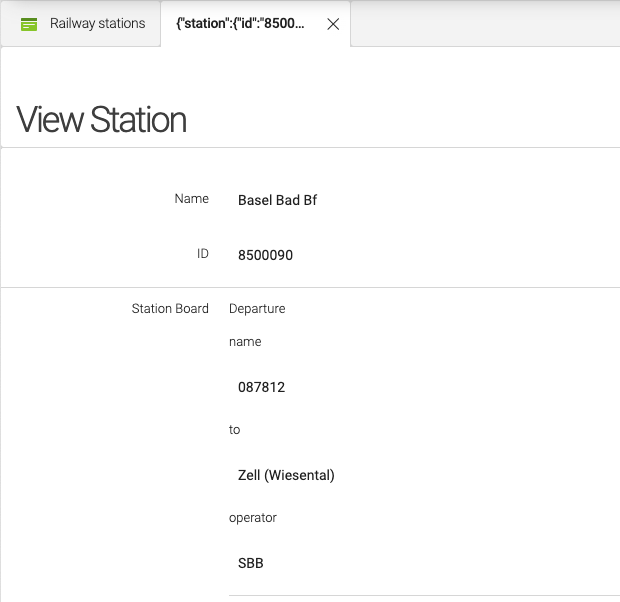 Railway stations
{"station":{"id":"8500...
View Station
Name
Basel Bad Bf
ID
8500090
Station Board
Departure
name
087812
to
Zell (Wiesental)
operator
SBB